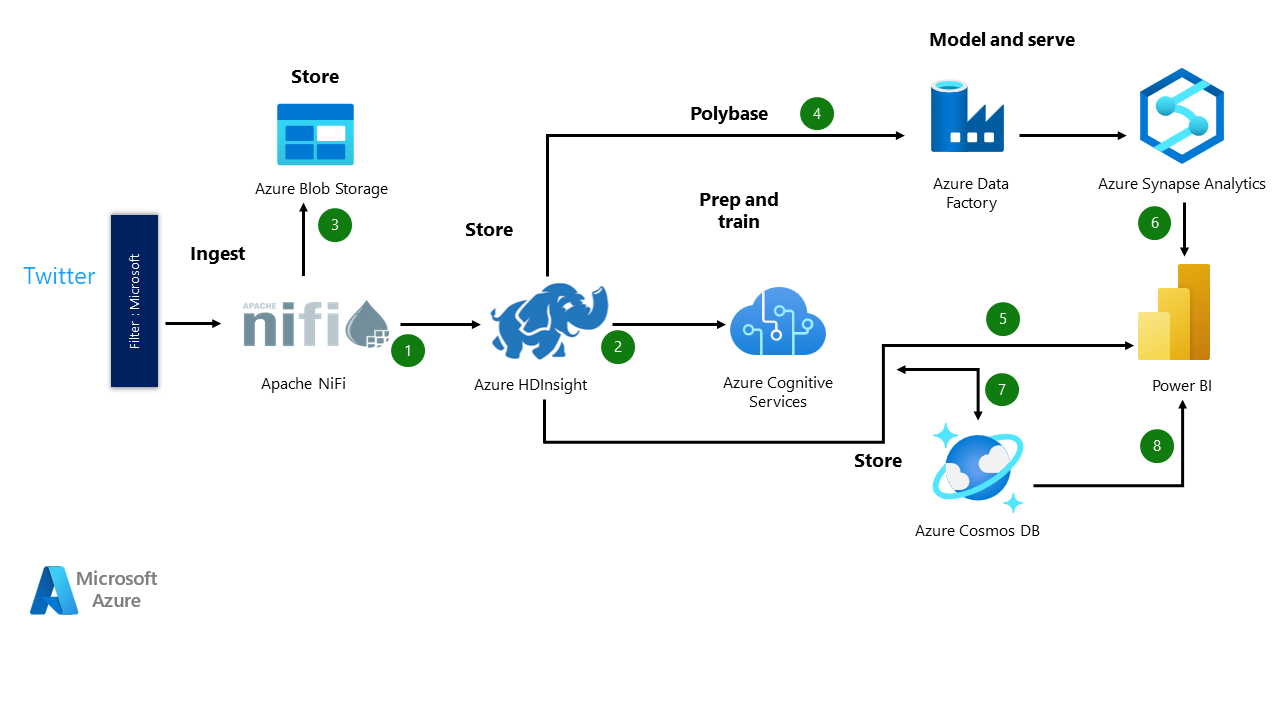 Model and serve
Store
Polybase
4
Azure Blob Storage
Azure Data
Factory
Azure Synapse Analytics
3
6
Prep and
train
Store
Ingest
Twitter
Filter : Microsoft
APACHE
nifi
1
2
5
Apache NiFi
Azure HDInsight
Azure Cognitive
Services
7
Power BI
Store
8
Azure Cosmos DB
Microsoft
Azure